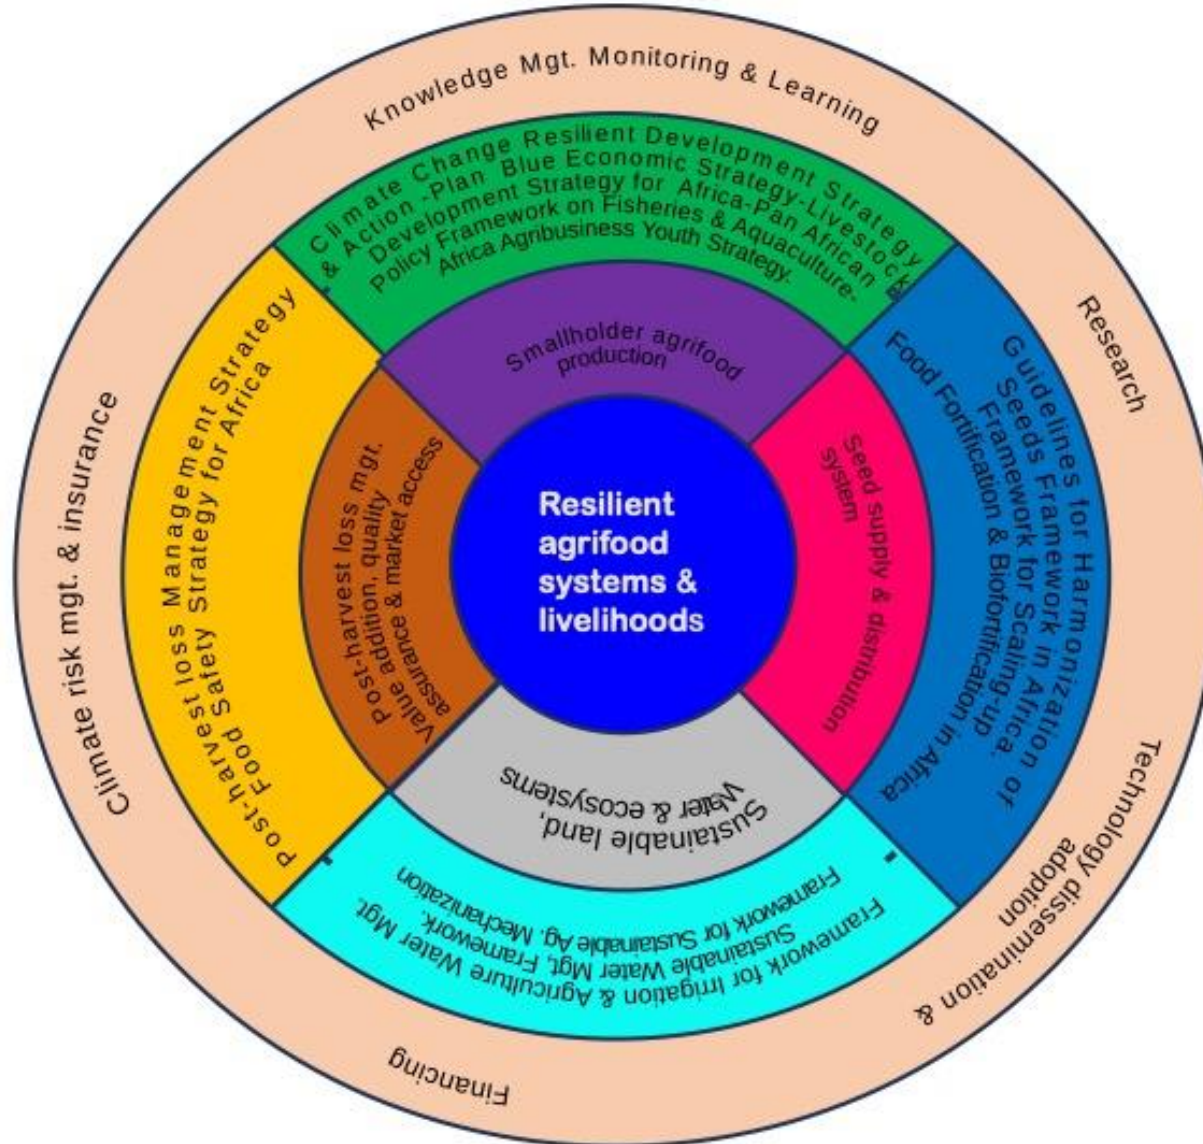 Knowledge Mgt. Monitoring & Learning
Research
Technology dissemination &
adoption
Financing
Climate risk mgt. & insurance
Climate Change Resilient Development Strategy
& Action -Plan Blue Economic Strategy-Livestock
Development Strategy for Africa-Pan African
Policy Framework on Fisheries & Aquaculture-
Africa Agribusiness Youth Strategy.
Guidelines for Harmonization of
Seeds Framework in Africa.
Framework for Scaling-up
Food Fortification & Biofortification in Africa
Framework for Irrigation & Agriculture Water Mgt.
Sustainable Water Mgt, Framework.
Framework for Sustainable Ag. Mechanization
Post-harvest loss Management Strategy
Food Safety Strategy for Africa
Smallholder agrifood
production
Seed supply & distribution
system
Sustainable land,
Water & ecosystems
Post-harvest loss mgt.
Value addition, quality
assurance & market access
Resilient
agrifood
systems &
livelihoods